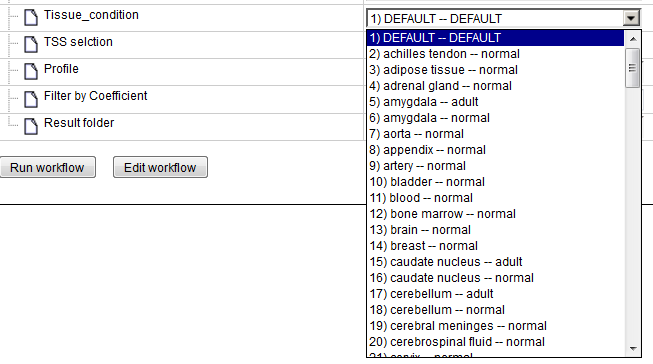 Tissue_condition
1) DEFAULT -- DEFAULT
TSS selction
Profile
Filter by Coefficient
Result folder
Run workflow
Edit workflow
1) DEFAULT -- DEFAULT
2) achilles tendon -- normal
3) adipose tissue -- normal
4) adrenal gland -- normal
5) amygdala -- adult
6) amygdala -- normal
7) aorta -- normal
8) appendix -- normal
9) artery -- normal
10) bladder -- normal
11) blood -- normal
12) bone marrow -- normal
13) brain -- normal
14) breast -- normal
15) caudate nucleus -- adult
16) caudate nucleus -- normal
17) cerebellum -- adult
18) cerebellum -- normal
19) cerebral meninges -- normal
20) cerebrospinal fluid -- normal
21) cervix -- normal